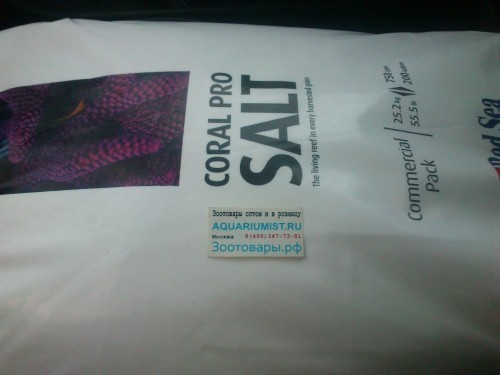 CORAL PRO
SALT
The living reef in every harvested grain
Commercial
Pack
25.2 kg
55.5 lb
750 Liter
200 Gal
Red Sea
Зоотовары оптом и в розницу
AQUARIUMIST.RU
Москва 8(499)347-73-91
Зоотовары.рф